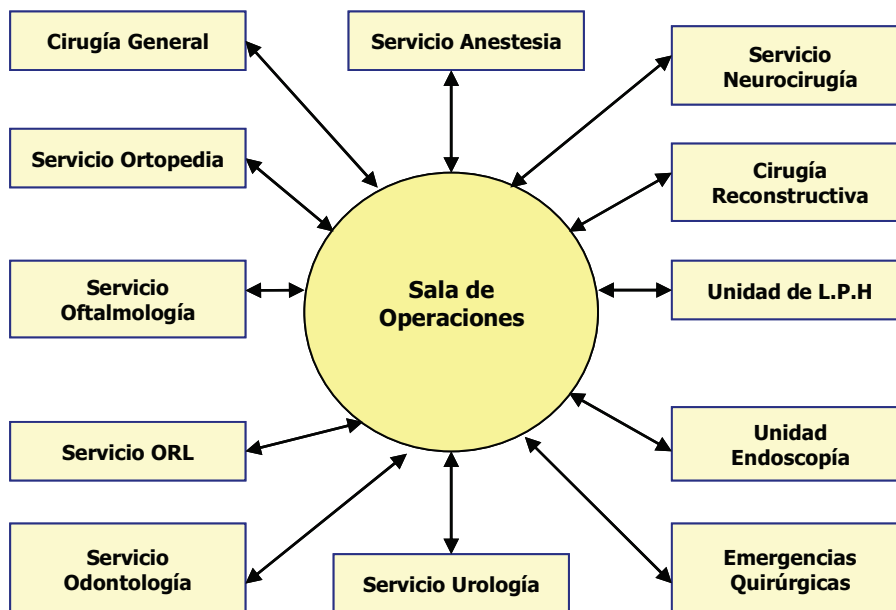 Cirugía General
Servicio Anestesia
Servicio
Neurocirugía
Servicio Ortopedia
Cirugía
Reconstructiva
Servicio
Oftalmología
Sala de
Operaciones
Unidad de L.P.H
Servicio ORL
Unidad
Endoscopía
Servicio
Odontología
Servicio Urología
Emergencias
Quirúrgicas